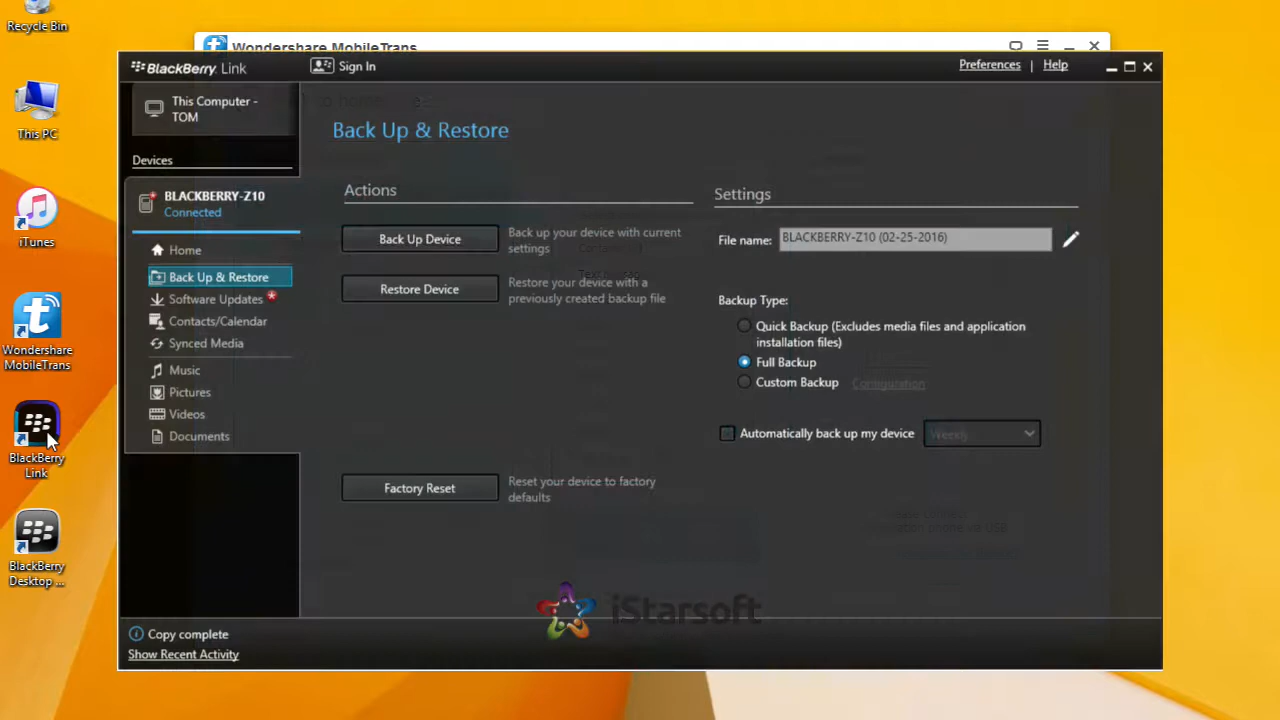 Recycle Bin
This PC
iTunes
Wondershare
MobileTrans
BlackBerry
Link
BlackBerry
Desktop ...
Wondershare MobileTrans
BlackBerry Link
Sign In
Preferences | Help
This Computer -
TOM
Devices
BLACKBERRY-Z10
Connected
Home
Back Up & Restore
Software Updates
Contacts/Calendar
Synced Media
Music
Pictures
Videos
Documents
Back Up & Restore
Actions
Back Up Device
Back up your device with current
settings
Restore Device
Restore your device with a
previously created backup file
Factory Reset
Reset your device to factory
defaults
Settings
File name:
BLACKBERRY-Z10 (02-25-2016)
Backup Type:
Quick Backup (Excludes media files and application
installation files)
Full Backup
Custom Backup
Configuration
Automatically back up my device
Weekly
iStarsoft
Copy complete
Show Recent Activity